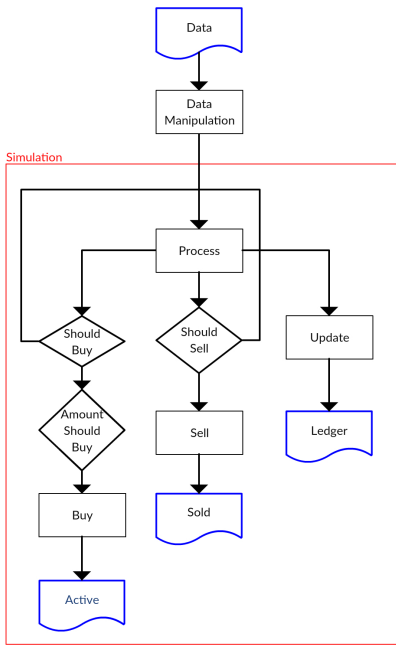 Data
Data
Manipulation
Simulation
Process
Should
Buy
Should
Sell
Update
Amount
Should
Buy
Sell
Ledger
Buy
Sold
Active